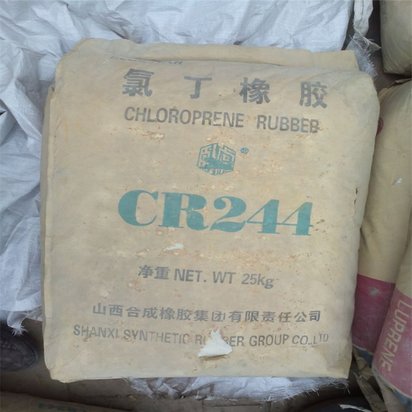 氯丁橡胶
CHLOROPRENE RUBBER
®
CR244
净重 NET. WT 25kg
山西合成橡胶集团有限责任公司
SHANXI SYNTHETIC RUBBER GROUP CO.,LTD
LUPRENE